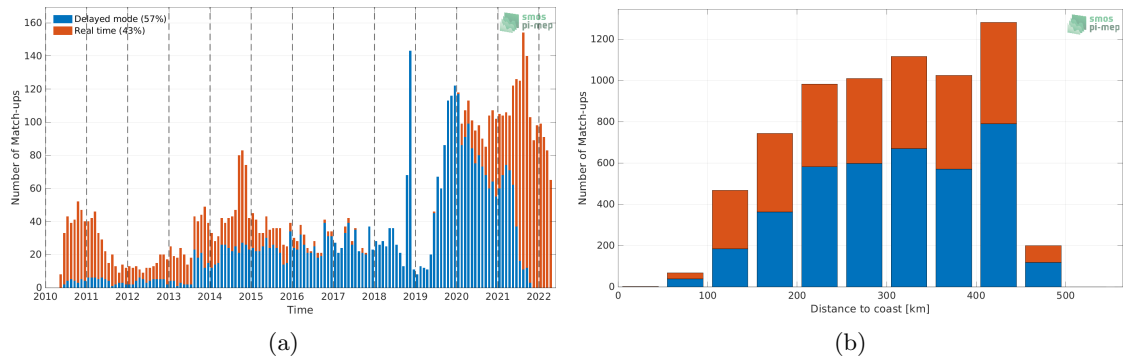 Delayed mode (57%)
Real time (43%)
smos
pi-mep
Number of Match-ups
160
140
120
100
80
60
40
20
0
2010 2011 2012 2013 2014 2015 2016 2017 2018 2019 2020 2021 2022
Time
(a)
smos
pi-mep
Number of Match-ups
1200
1000
800
600
400
200
0
0 100 200 300 400 500
Distance to coast [km]
(b)